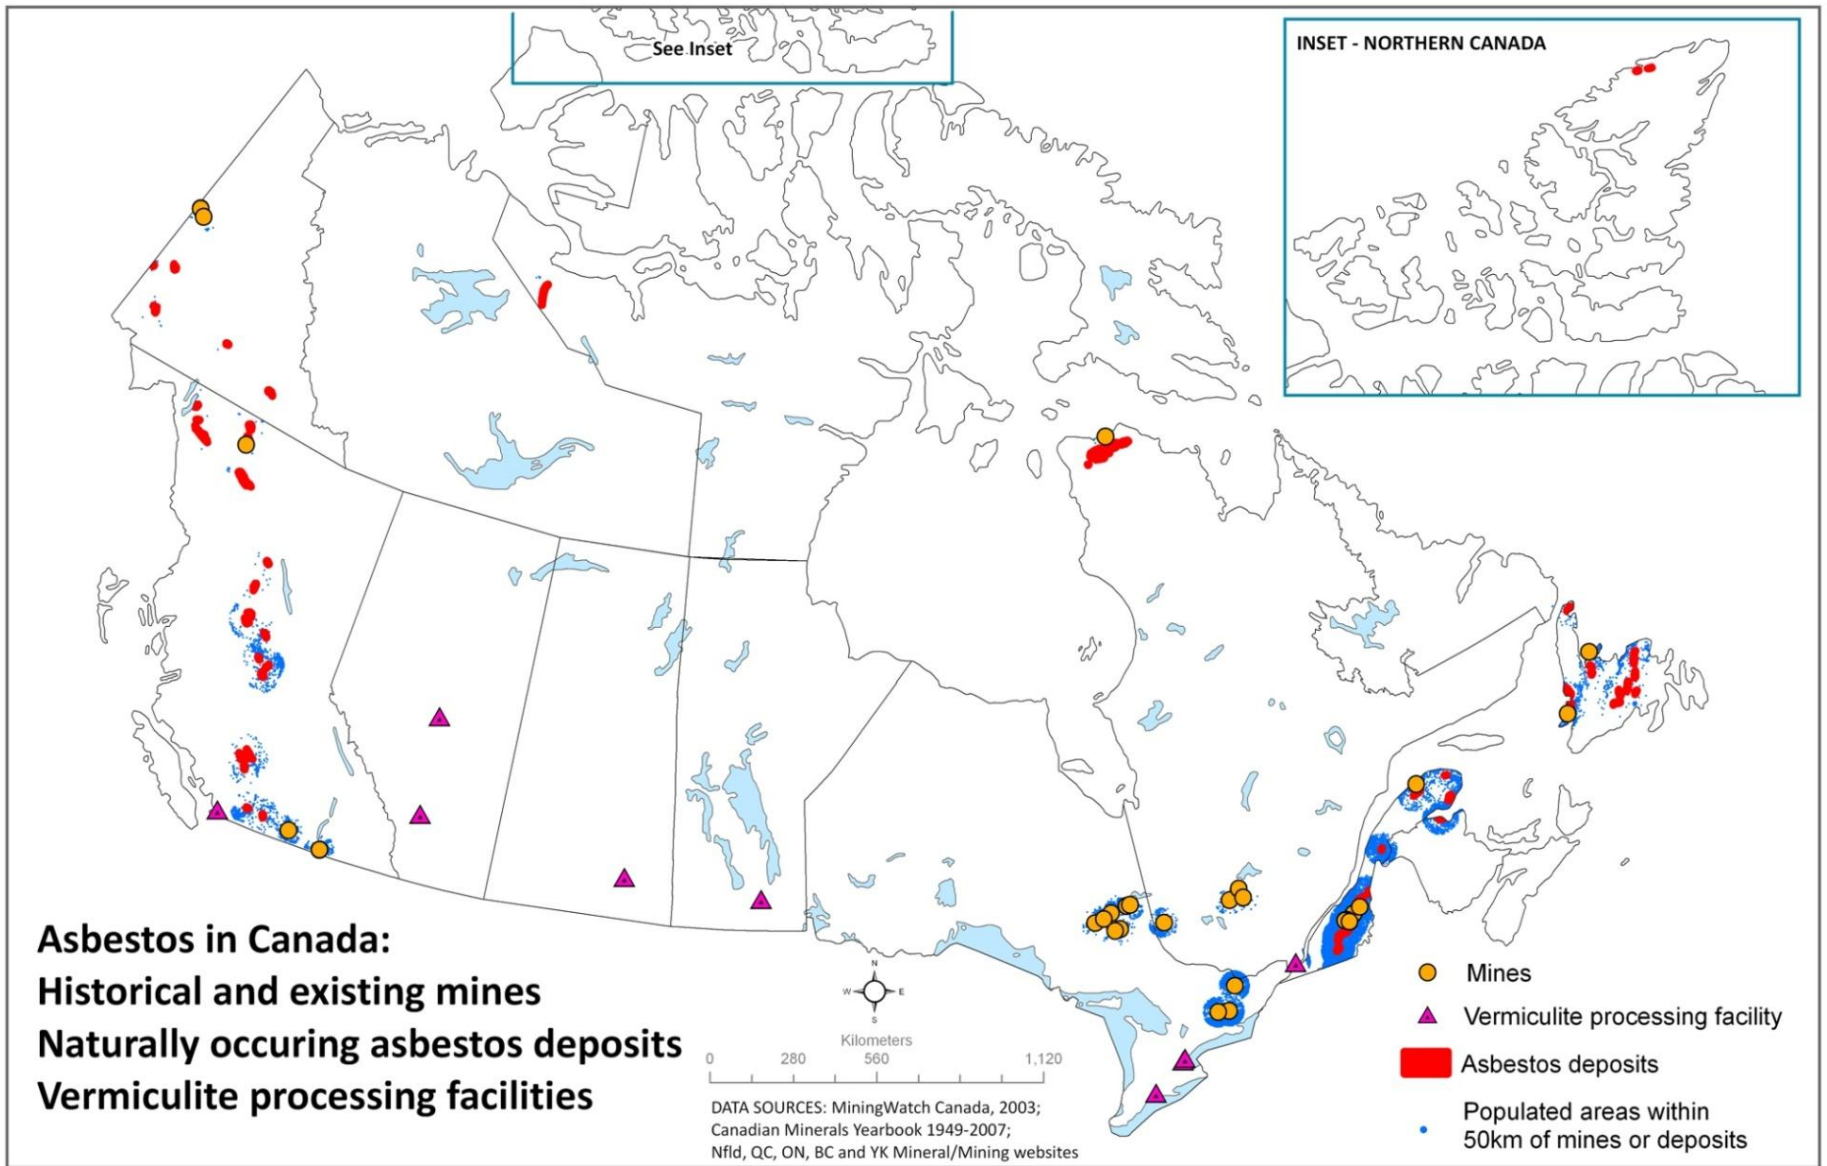 See Inset
INSET - NORTHERN CANADA
Asbestos in Canada:
Historical and existing mines
Naturally occuring asbestos deposits
Vermiculite processing facilities
N
W
E
S
Kilometers
0 280 560 1,120
DATA SOURCES: MiningWatch Canada, 2003;
Canadian Minerals Yearbook 1949-2007;
Nfld, QC, ON, BC and YK Mineral/Mining websites
Mines
Vermiculite processing facility
Asbestos deposits
Populated areas within
50km of mines or deposits